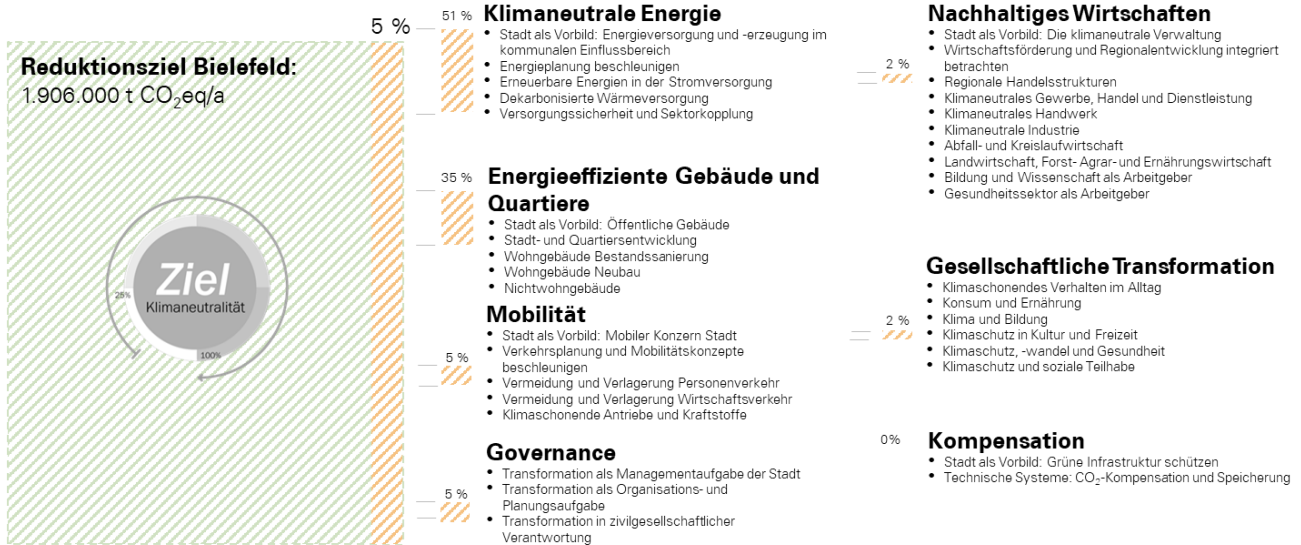 5 %
Reduktionsziel Bielefeld:
1.906.000 t CO₂eq/a
Ziel
Klimaneutralität
25%
100%
51 %
Klimaneutrale Energie
• Stadt als Vorbild: Energieversorgung und -erzeugung im
kommunalen Einflussbereich
• Energieplanung beschleunigen
• Erneuerbare Energien in der Stromversorgung
• Dekarbonisierte Wärmeversorgung
• Versorgungssicherheit und Sektorkopplung
35 %
Energieeffiziente Gebäude und
Quartiere
• Stadt als Vorbild: Öffentliche Gebäude
• Stadt- und Quartiersentwicklung
• Wohngebäude Bestandssanierung
• Wohngebäude Neubau
• Nichtwohngebäude
Mobilität
• Stadt als Vorbild: Mobiler Konzern Stadt
• Verkehrsplanung und Mobilitätskonzepte
beschleunigen
• Vermeidung und Verlagerung Personenverkehr
• Vermeidung und Verlagerung Wirtschaftsverkehr
• Klimaschonende Antriebe und Kraftstoffe
5 %
Governance
• Transformation als Managementaufgabe der Stadt
• Transformation als Organisations- und
Planungsaufgabe
• Transformation in zivilgesellschaftlicher
Verantwortung
5 %
Nachhaltiges Wirtschaften
• Stadt als Vorbild: Die klimaneutrale Verwaltung
• Wirtschaftsförderung und Regionalentwicklung integriert
betrachten
• Regionale Handelsstrukturen
• Klimaneutrales Gewerbe, Handel und Dienstleistung
• Klimaneutrales Handwerk
• Klimaneutrale Industrie
• Abfall- und Kreislaufwirtschaft
• Landwirtschaft, Forst- Agrar- und Ernährungswirtschaft
• Bildung und Wissenschaft als Arbeitgeber
• Gesundheitssektor als Arbeitgeber
2 %
Gesellschaftliche Transformation
• Klimaschonendes Verhalten im Alltag
• Konsum und Ernährung
• Klima und Bildung
• Klimaschutz in Kultur und Freizeit
• Klimaschutz, -wandel und Gesundheit
• Klimaschutz und soziale Teilhabe
2 %
0%
Kompensation
• Stadt als Vorbild: Grüne Infrastruktur schützen
• Technische Systeme: CO₂-Kompensation und Speicherung